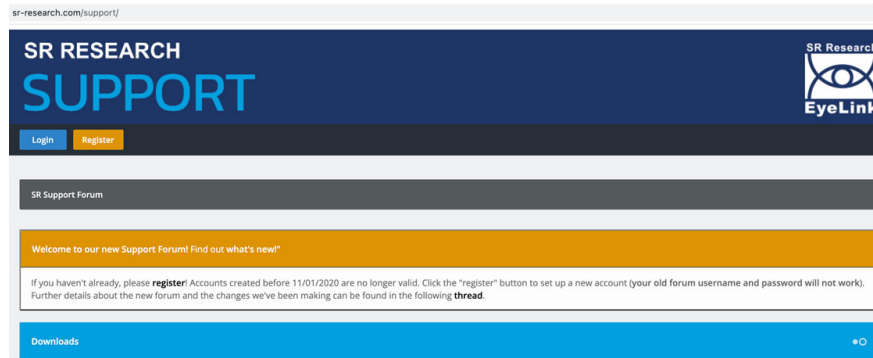 sr-research.com/support/
SR RESEARCH
SUPPORT
SR Research
EyeLink
Login Register
SR Support Forum
Welcome to our new Support Forum! Find out what's new!"
If you haven't already, please register! Accounts created before 11/01/2020 are no longer valid. Click the "register" button to set up a new account (your old forum username and password will not work).
Further details about the new forum and the changes we've been making can be found in the following thread.
Downloads